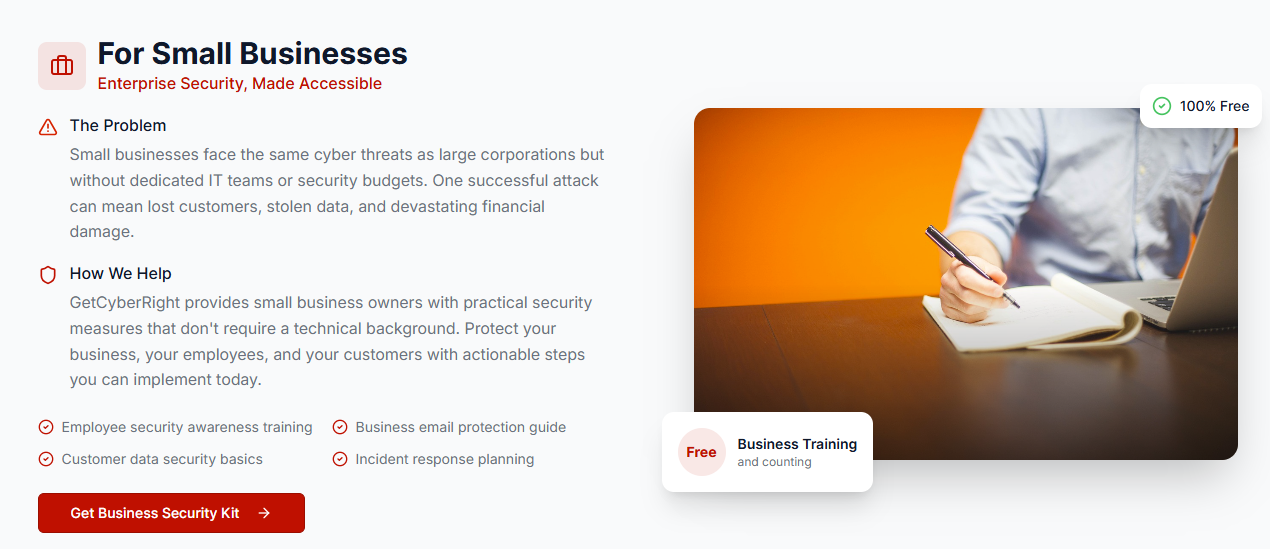 For Small Businesses
Enterprise Security, Made Accessible
The Problem
Small businesses face the same cyber threats as large corporations but
without dedicated IT teams or security budgets. One successful attack
can mean lost customers, stolen data, and devastating financial
damage.
How We Help
GetCyberRight provides small business owners with practical security
measures that don't require a technical background. Protect your
business, your employees, and your customers with actionable steps
you can implement today.
Employee security awareness training
Business email protection guide
Customer data security basics
Incident response planning
Get Business Security Kit
100% Free
Free
Business Training
and counting